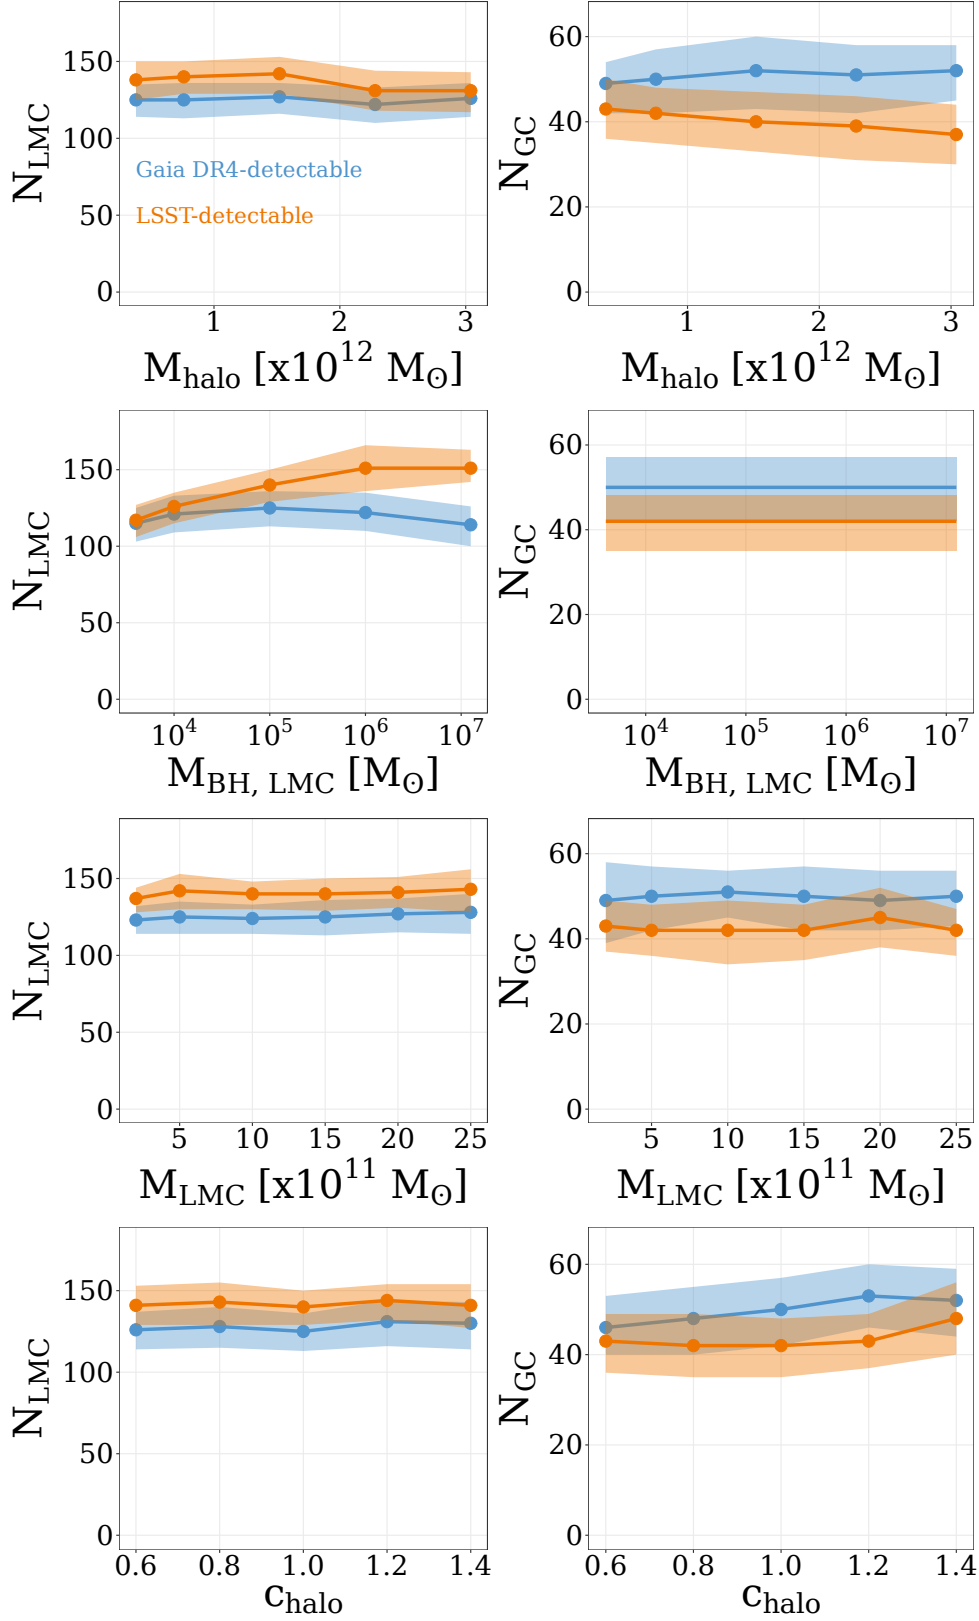 N_LMC
150
100
50
0
Gaia DR4-detectable
LSST-detectable
1 2 3
M_halo [x10^12 M_⊙]
N_GC
60
40
20
0
1 2 3
M_halo [x10^12 M_⊙]
N_LMC
150
100
50
0
10^4 10^5 10^6 10^7
M_BH, LMC [M_⊙]
N_GC
60
40
20
0
10^4 10^5 10^6 10^7
M_BH, LMC [M_⊙]
N_LMC
150
100
50
0
5 10 15 20 25
M_LMC [x10^11 M_⊙]
N_GC
60
40
20
0
5 10 15 20 25
M_LMC [x10^11 M_⊙]
N_LMC
150
100
50
0
0.6 0.8 1.0 1.2 1.4
c_halo
N_GC
60
40
20
0
0.6 0.8 1.0 1.2 1.4
c_halo